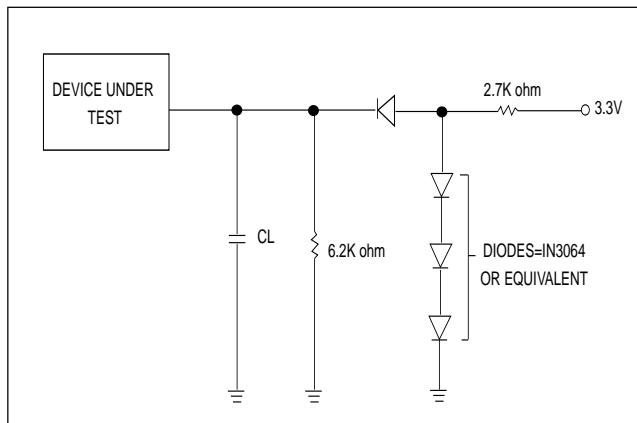 DEVICE UNDER
TEST
2.7K ohm
3.3V
CL
6.2K ohm
DIODES=IN3064
OR EQUIVALENT